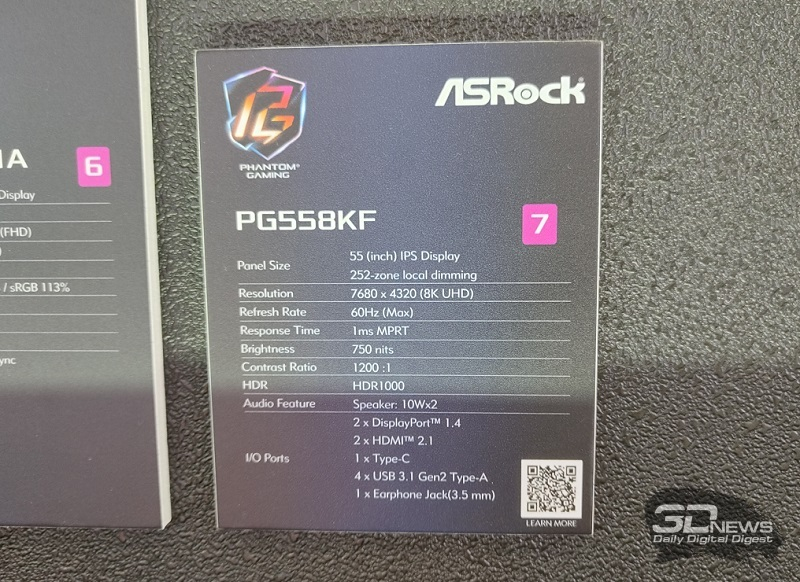 IA
6
Display
(FHD)
)
/ sRGB 113%
ync
PHANTOM®
GAMING
ASRock
PG558KF
7
Panel Size
55 (inch) IPS Display
252-zone local dimming
Resolution 7680 x 4320 (8K UHD)
Refresh Rate 60Hz (Max)
Response Time 1ms MPRT
Brightness 750 nits
Contrast Ratio 1200 :1
HDR HDR1000
Audio Feature Speaker: 10Wx2
I/O Ports
2 x DisplayPort™ 1.4
2 x HDMI™ 2.1
1 x Type-C
4 x USB 3.1 Gen2 Type-A
1 x Earphone Jack(3.5 mm)
LEARN MORE
3DNEWS
Daily Digital Digest